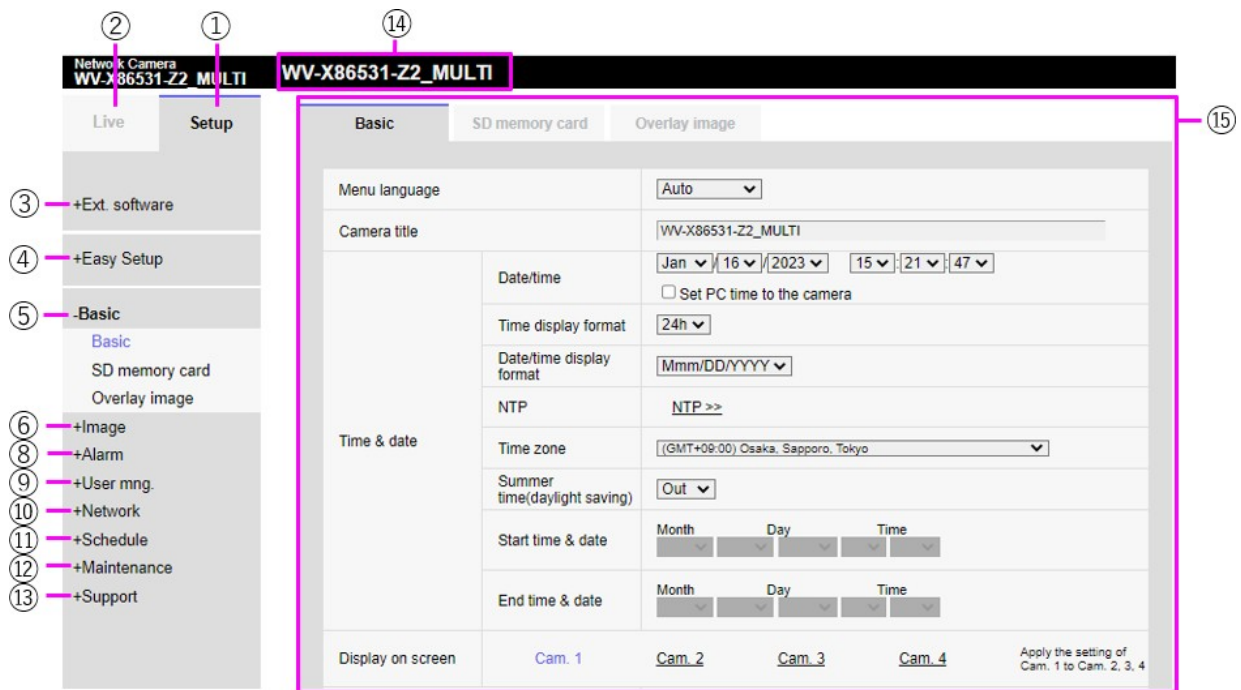 ② ① ⑭
Network Camera
WV-X86531-Z2_MULTI
WV-X86531-Z2_MULTI
Live Setup
Basic SD memory card Overlay image
⑮
③ +Ext. software
④ +Easy Setup
⑤ -Basic
Basic
SD memory card
Overlay image
⑥ +Image
⑧ +Alarm
⑨ +User mng.
⑩ +Network
⑪ +Schedule
⑫ +Maintenance
⑬ +Support
Menu language Auto
Camera title WV-X86531-Z2_MULTI
Time & date
Date/time Jan / 16 / 2023 15 : 21 : 47
Set PC time to the camera
Time display format 24h
Date/time display
format Mmm/DD/YYYY
NTP NTP >>
Time zone (GMT+09:00) Osaka, Sapporo, Tokyo
Summer
time(daylight saving) Out
Start time & date Month Day Time
End time & date Month Day Time
Display on screen Cam. 1 Cam. 2 Cam. 3 Cam. 4
Apply the setting of
Cam. 1 to Cam. 2, 3, 4